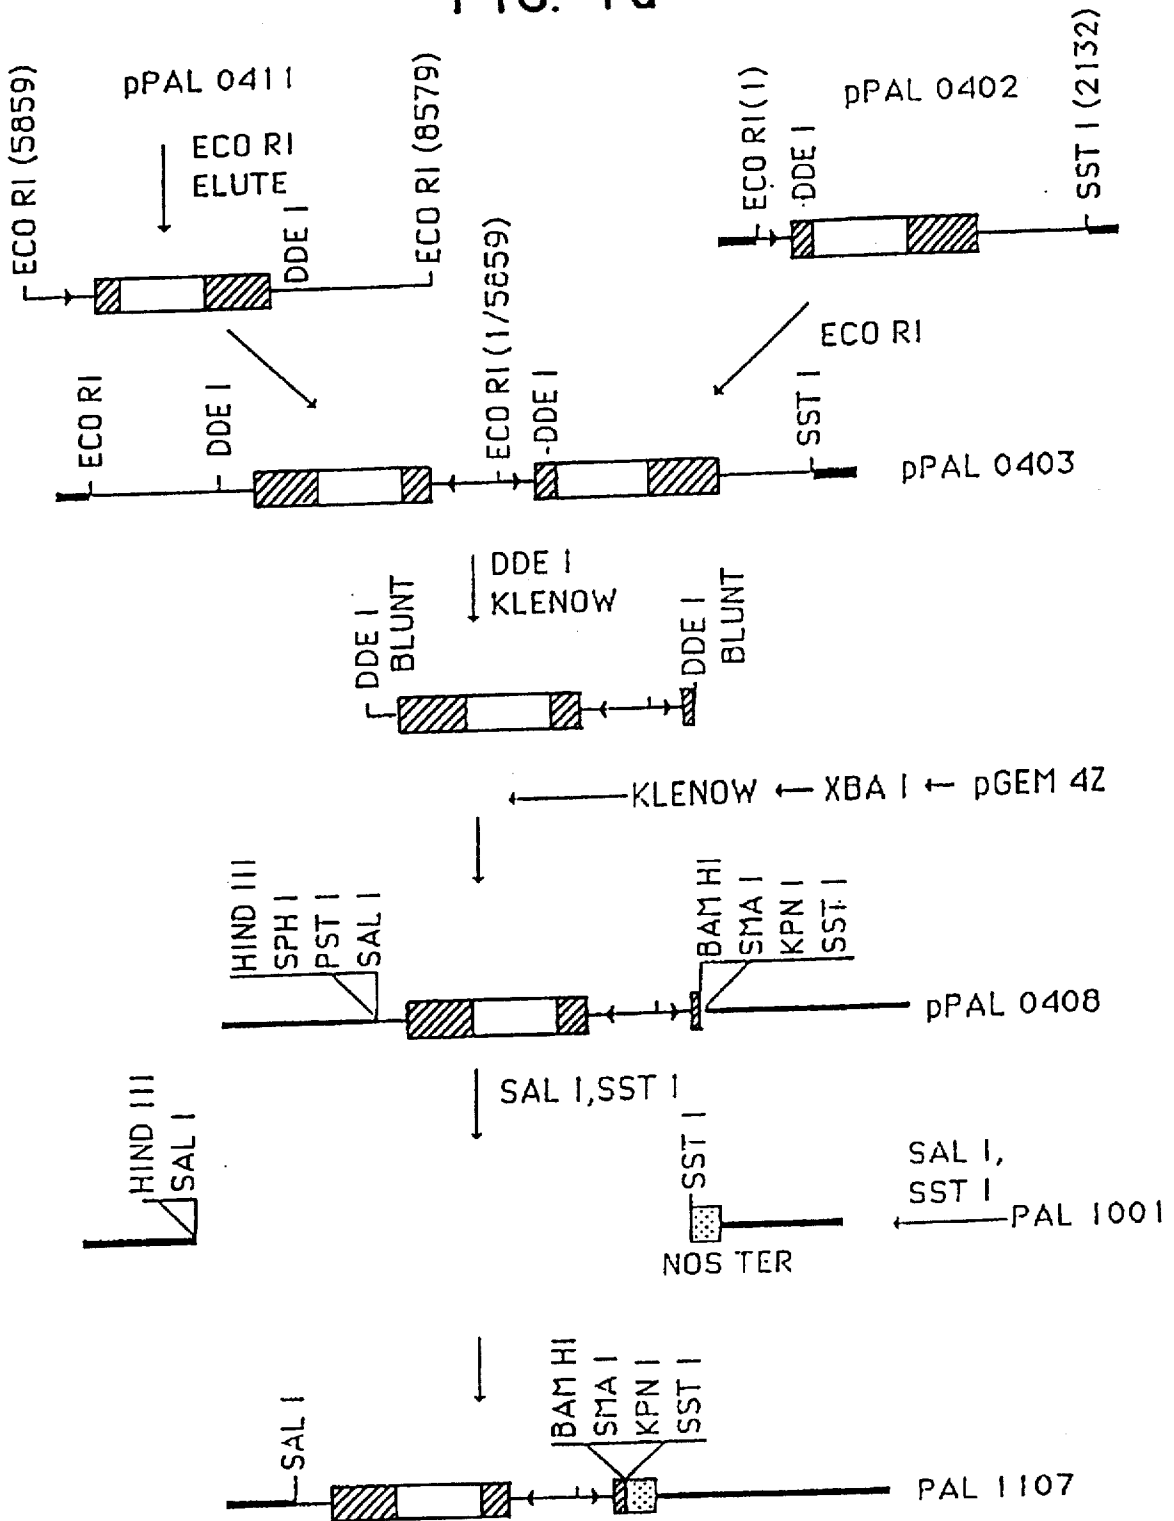 pPAL 0411
pPAL 0402
ECO RI (5859)
ECO RI
ELUTE
DDE I
ECO RI (8579)
ECO RI (1)
-DDE I
SST I (2132)
ECO RI
ECO RI
DDE I
ECO RI (1/5859)
-DDE I
SST I
pPAL 0403
DDE I
KLENOW
DDE I
BLUNT
DDE I
BLUNT
KLENOW
XBA I
pGEM 4Z
HIND III
SPH I
PST I
SAL I
BAM HI
SMA I
KPN I
SST I
pPAL 0408
SAL I, SST I
HIND III
SAL I
SST I
NOS TER
SAL I,
SST I
PAL 1001
SAL I
BAM HI
SMA I
KPN I
SST I
PAL 1107